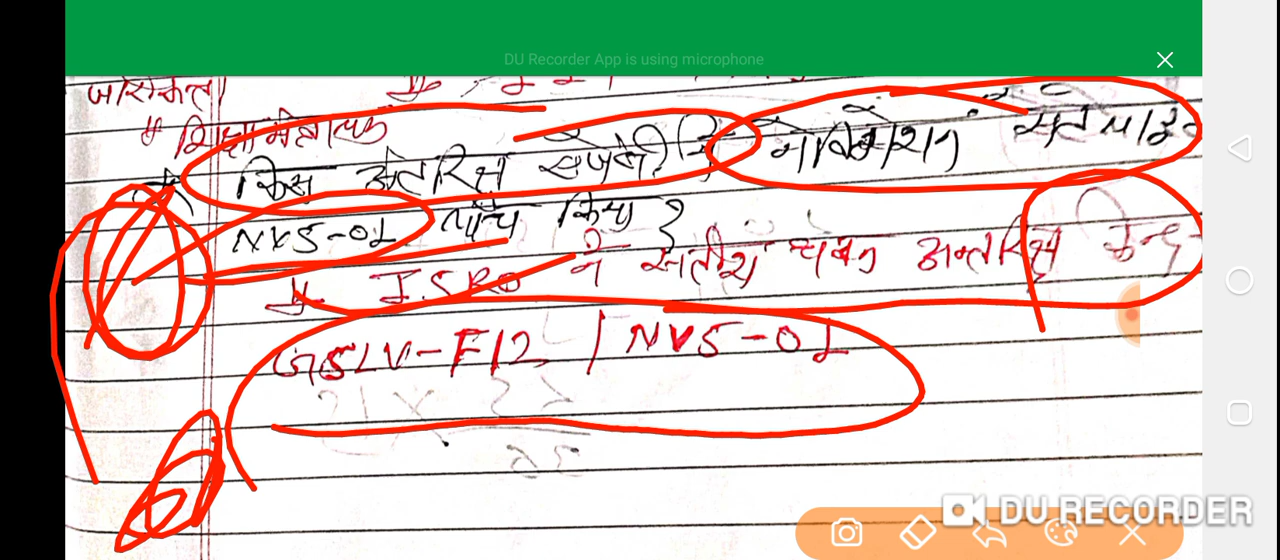 DU Recorder App is using microphone
किस अंतरिक्ष एजेंसी ने नेविगेशन
NVS-01 लॉन्च किया?
ISRO ने सतीश धवन अन्तरिक्ष केन्द्र
GSLV-F12 / NVS-01
DU RECORDER